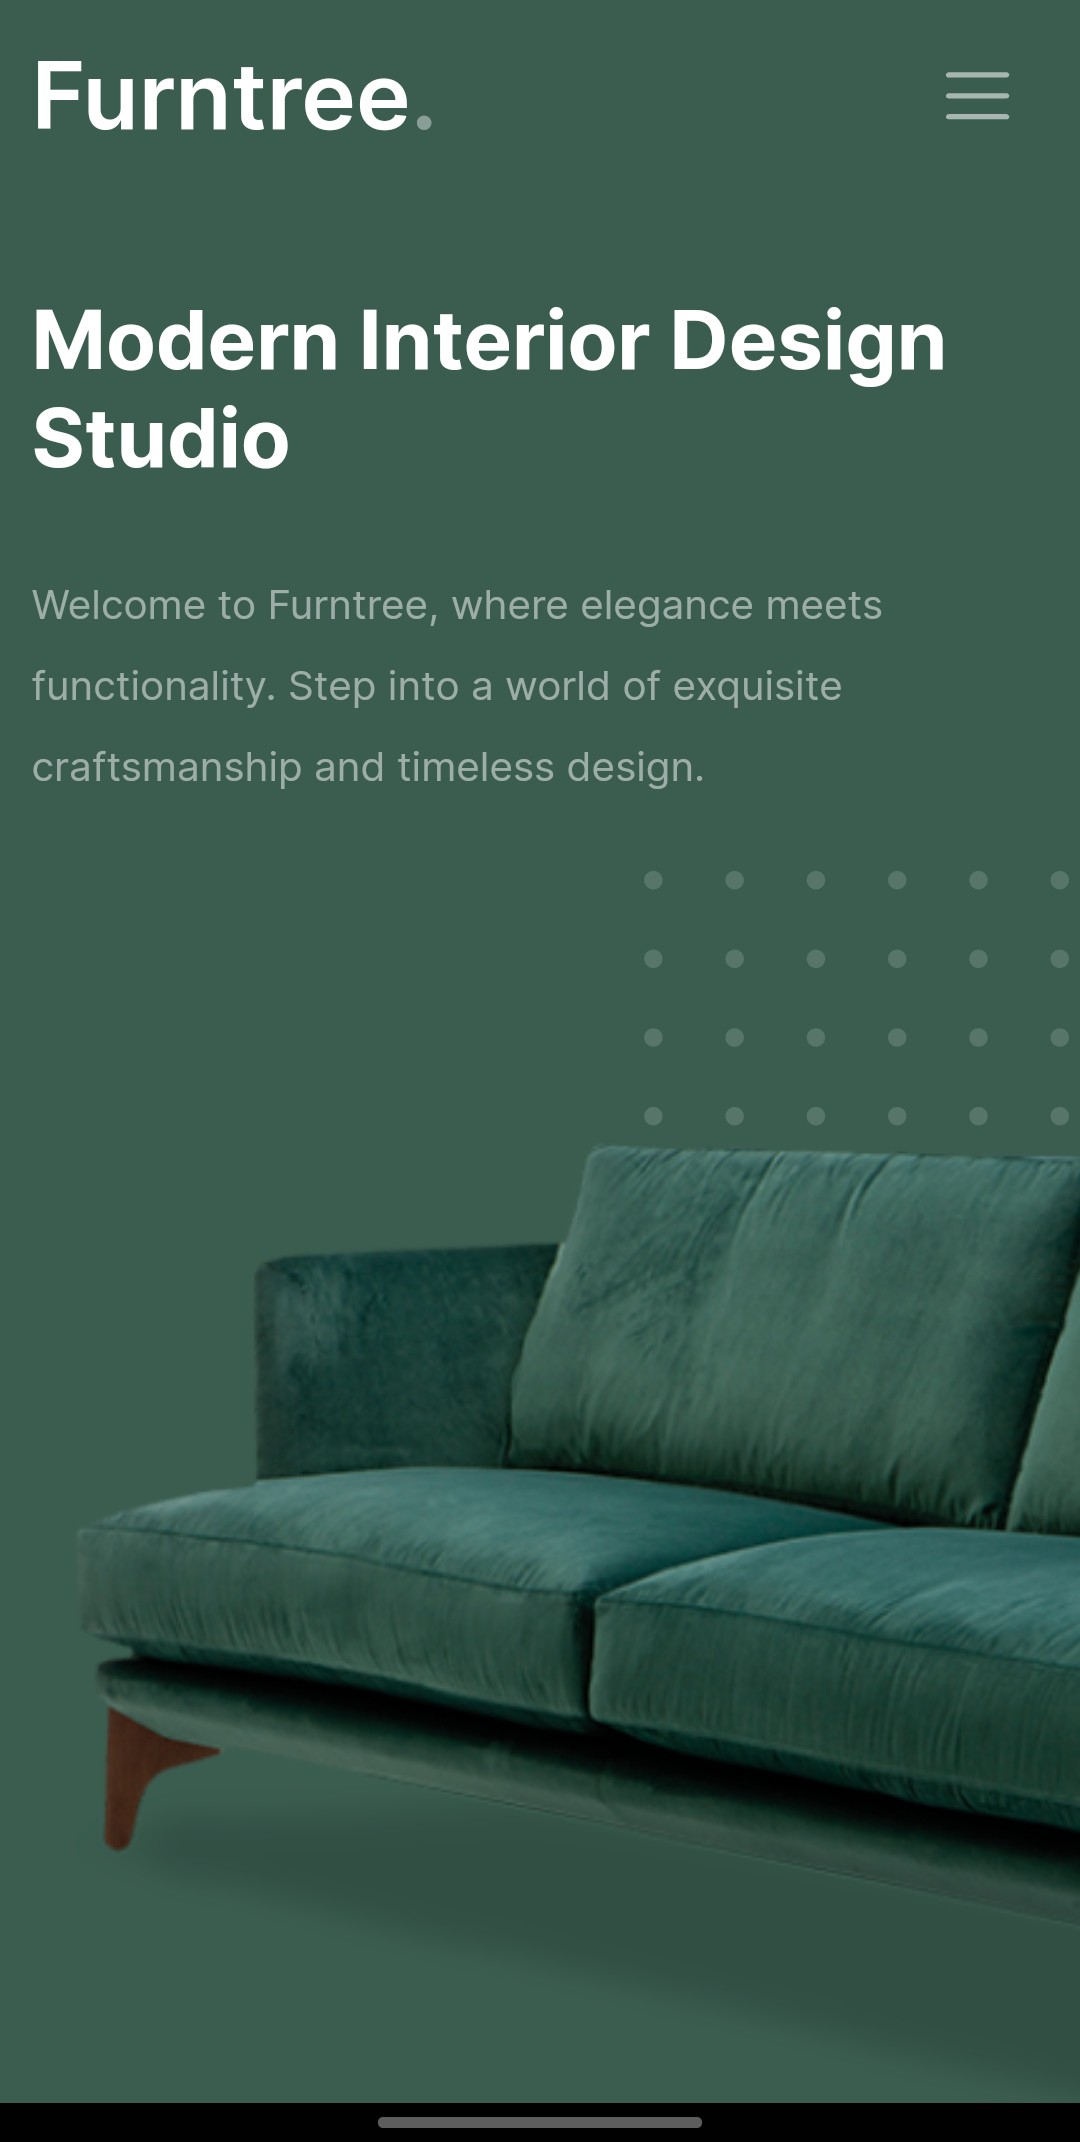 Furntree.
Modern Interior Design
Studio
Welcome to Furntree, where elegance meets
functionality. Step into a world of exquisite
craftsmanship and timeless design.